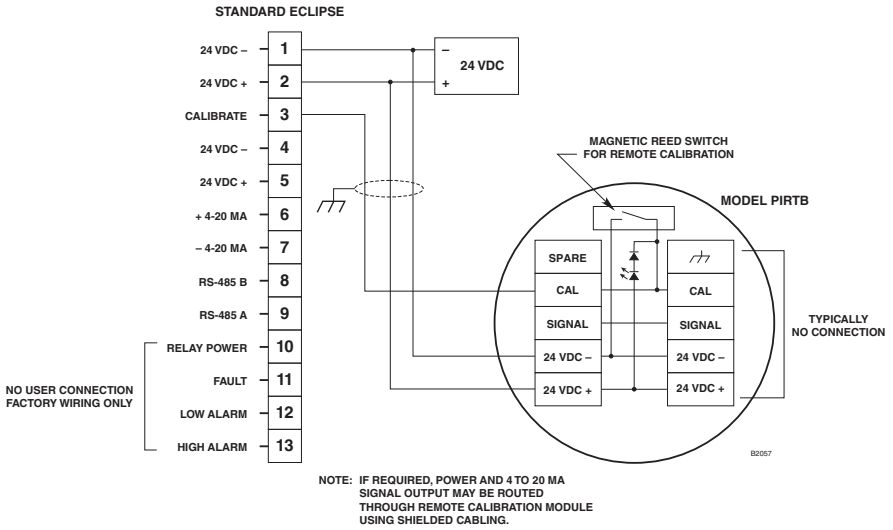 STANDARD ECLIPSE
24 VDC –
1
24 VDC +
2
CALIBRATE
3
24 VDC –
4
24 VDC +
5
+ 4-20 MA
6
– 4-20 MA
7
RS-485 B
8
RS-485 A
9
RELAY POWER
10
FAULT
11
LOW ALARM
12
HIGH ALARM
13
NO USER CONNECTION
FACTORY WIRING ONLY
–
24 VDC
+
MAGNETIC REED SWITCH
FOR REMOTE CALIBRATION
MODEL PIRTB
SPARE
CAL
CAL
SIGNAL
SIGNAL
24 VDC –
24 VDC –
24 VDC +
24 VDC +
TYPICALLY
NO CONNECTION
B2057
NOTE: IF REQUIRED, POWER AND 4 TO 20 MA
SIGNAL OUTPUT MAY BE ROUTED
THROUGH REMOTE CALIBRATION MODULE
USING SHIELDED CABLING.